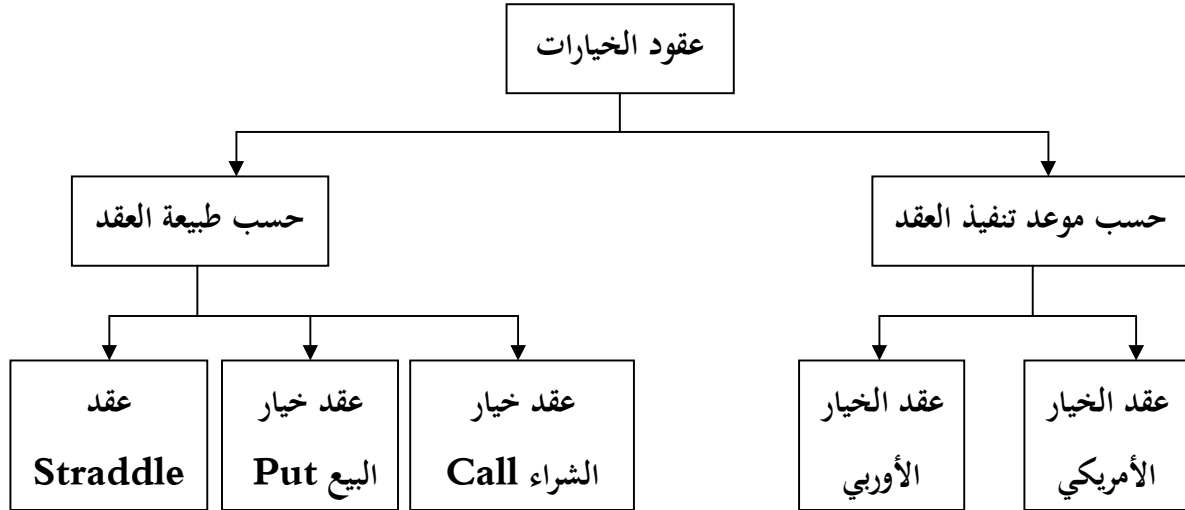 عقود الخيارات
حسب موعد تنفيذ العقد
حسب طبيعة العقد
عقد الخيار
الأمريكي
عقد الخيار
الأوربي
عقد خيار
الشراء Call
عقد خيار
البيع Put
عقد
Straddle